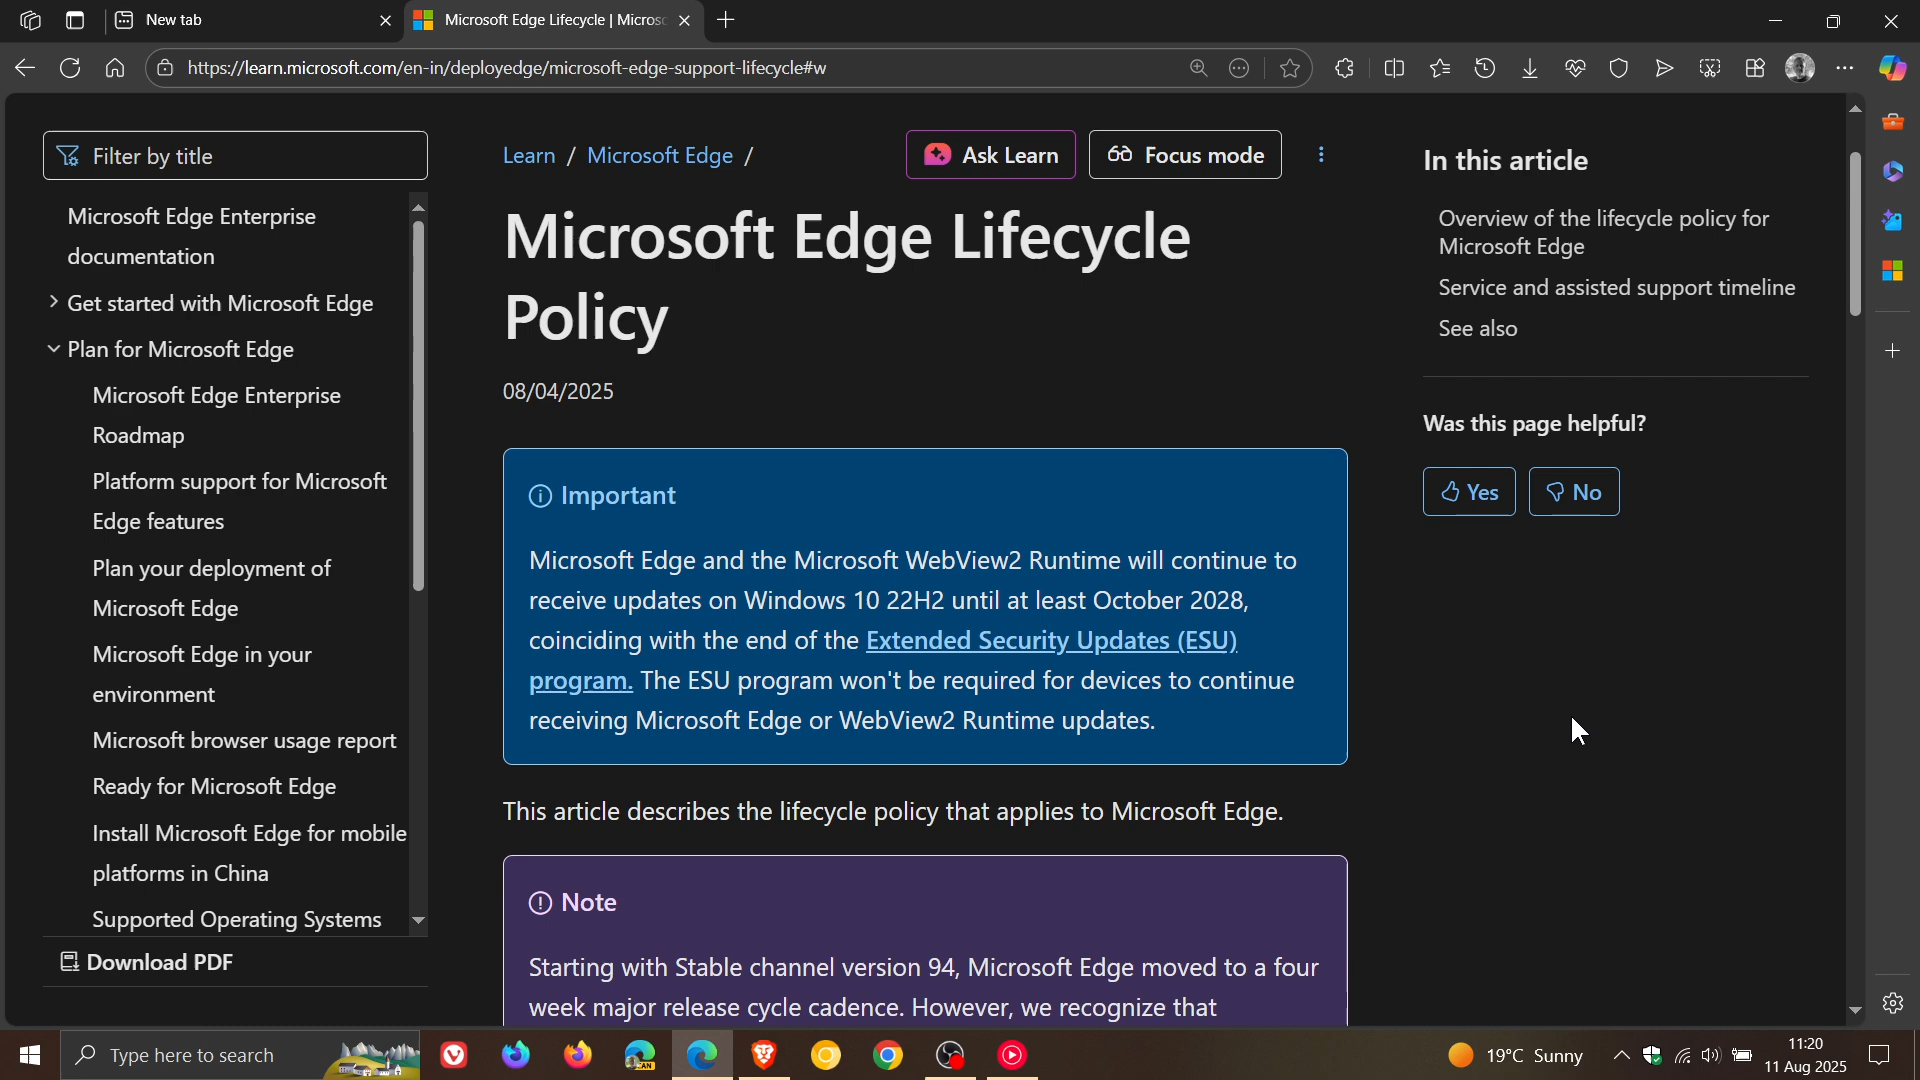 New tab
Microsoft Edge Lifecycle | Micros
https://learn.microsoft.com/en-in/deployedge/microsoft-edge-support-lifecycle#w
Filter by title
Microsoft Edge Enterprise
documentation
Get started with Microsoft Edge
Plan for Microsoft Edge
Microsoft Edge Enterprise
Roadmap
Platform support for Microsoft
Edge features
Plan your deployment of
Microsoft Edge
Microsoft Edge in your
environment
Microsoft browser usage report
Ready for Microsoft Edge
Install Microsoft Edge for mobile
platforms in China
Supported Operating Systems
Download PDF
Learn / Microsoft Edge /
Ask Learn
Focus mode
Microsoft Edge Lifecycle
Policy
08/04/2025
Important
Microsoft Edge and the Microsoft WebView2 Runtime will continue to
receive updates on Windows 10 22H2 until at least October 2028,
coinciding with the end of the Extended Security Updates (ESU)
program. The ESU program won't be required for devices to continue
receiving Microsoft Edge or WebView2 Runtime updates.
This article describes the lifecycle policy that applies to Microsoft Edge.
Note
Starting with Stable channel version 94, Microsoft Edge moved to a four
week major release cycle cadence. However, we recognize that
In this article
Overview of the lifecycle policy for
Microsoft Edge
Service and assisted support timeline
See also
Was this page helpful?
Yes
No
Type here to search
CAN
19°C Sunny
11:20
11 Aug 2025